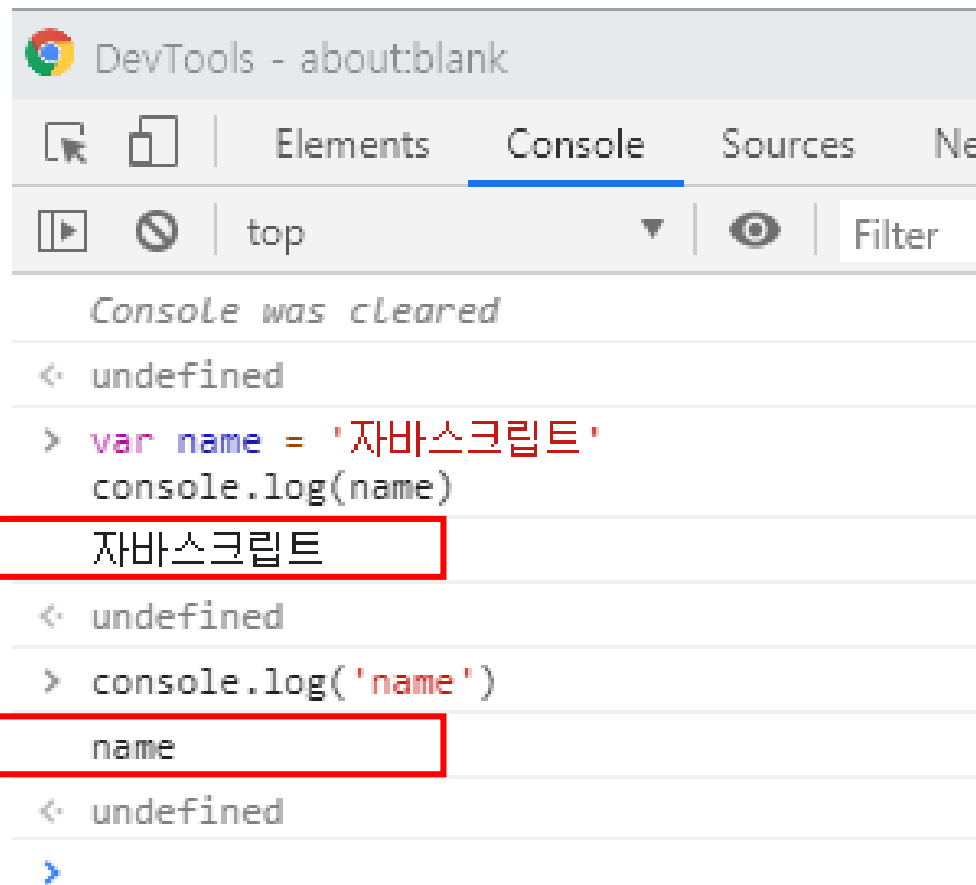 DevTools - about:blank
Elements Console Sources Ne
top Filter
Console was cleared
undefined
var name = '자바스크립트'
console.log(name)
자바스크립트
undefined
console.log('name')
name
undefined